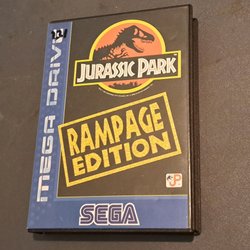 MEGA DRIVE
JURASSIC PARK
RAMPAGE
EDITION
SEGA